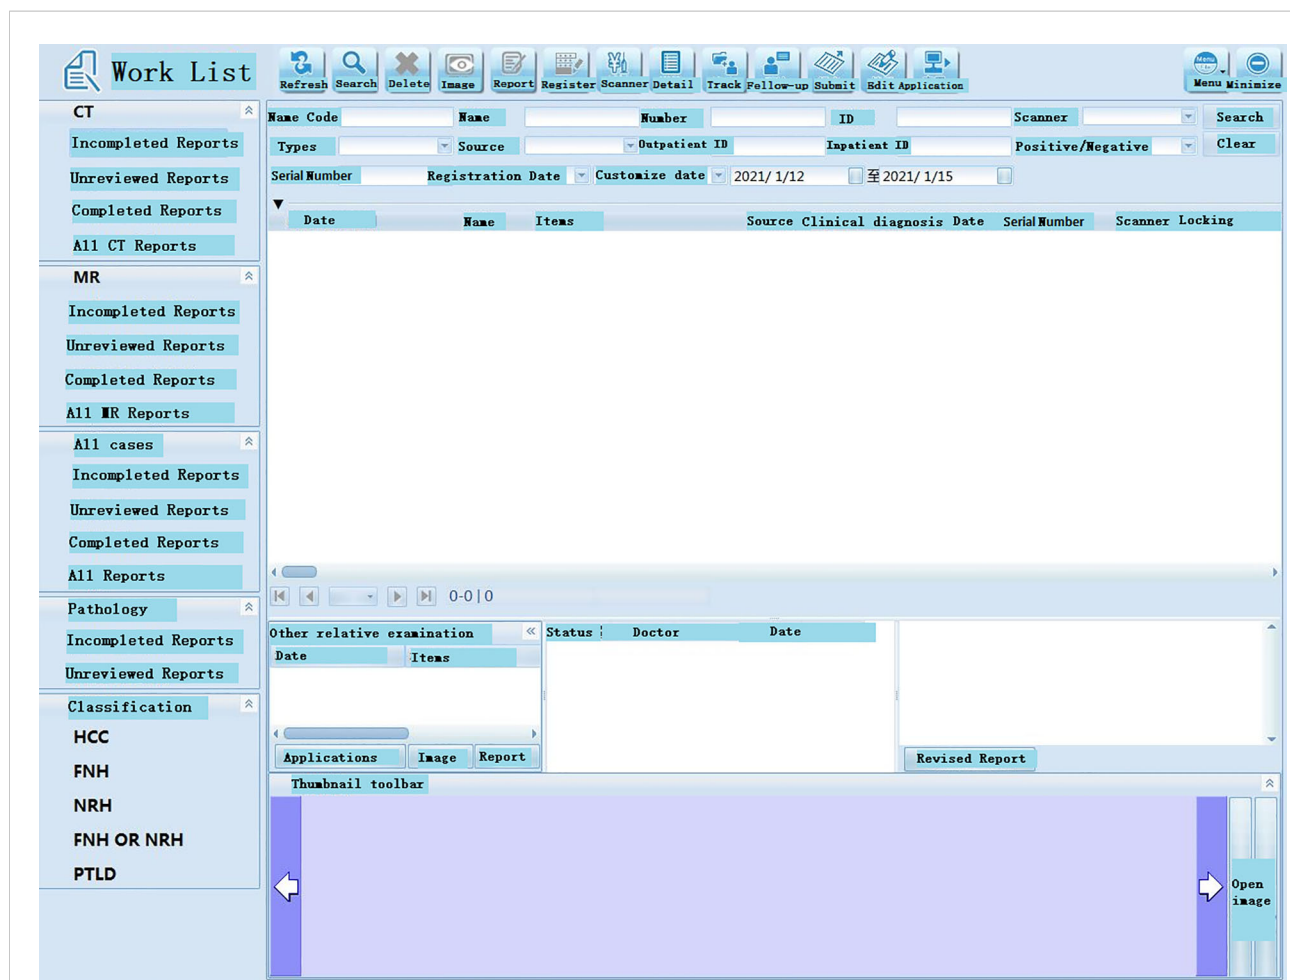 Work List
Refresh Search Delete Image Report Register Scanner Detail Track Fellow-up Submit Edit Application Menu Minimize
Menu
CT
Incompleted Reports
Unreviewed Reports
Completed Reports
All CT Reports
MR
Incompleted Reports
Unreviewed Reports
Completed Reports
All MR Reports
All cases
Incompleted Reports
Unreviewed Reports
Completed Reports
All Reports
Pathology
Incompleted Reports
Unreviewed Reports
Classification
HCC
FNH
NRH
FNH OR NRH
PTLD
Name Code Name Number ID Scanner Search
Types Source Outpatient ID Inpatient ID Positive/Negative Clear
Serial Number Registration Date Customize date 2021/ 1/12 至 2021/ 1/15
Date Name Items Source Clinical diagnosis Date Serial Number Scanner Locking
0-0 | 0
Other relative examination
Date Items
Applications Image Report
Status Doctor Date
Revised Report
Thumbnail toolbar
Open
image